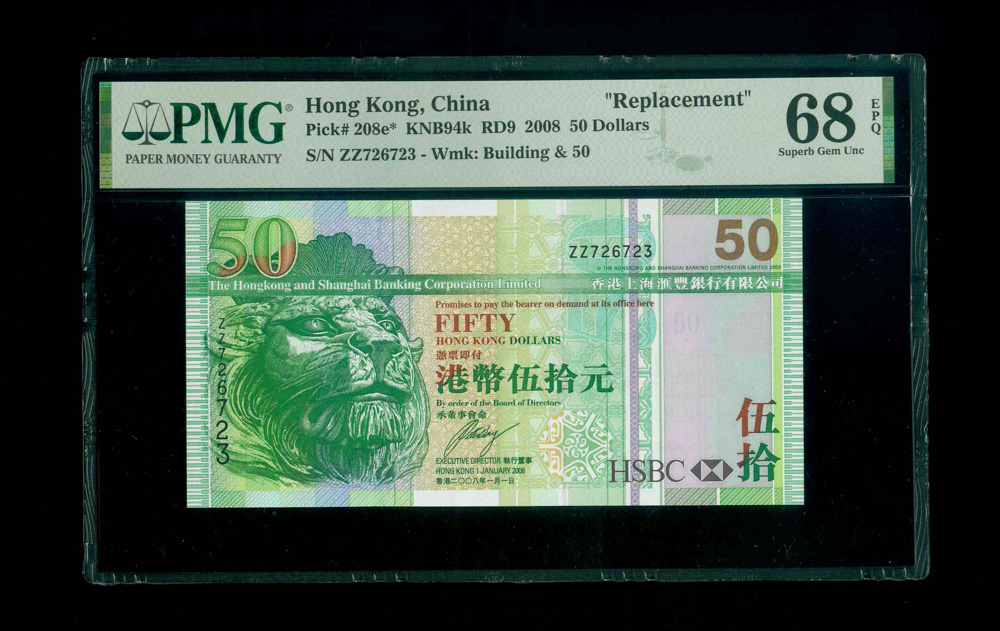 PMG®
PAPER MONEY GUARANTY
Hong Kong, China "Replacement"
Pick# 208e* KNB94k RD9 2008 50 Dollars
S/N ZZ726723 - Wmk: Building & 50
68
EPQ
Superb Gem Unc
50
ZZ726723
50
© THE HONGKONG AND SHANGHAI BANKING CORPORATION LIMITED 2003
The Hongkong and Shanghai Banking Corporation Limited
香港上海滙豐銀行有限公司
Promises to pay the bearer on demand at its office here
FIFTY
HONG KONG DOLLARS
憑票即付
港幣伍拾元
By order of the Board of Directors
承董事會命
EXECUTIVE DIRECTOR 執行董事
HONG KONG 1 JANUARY 2008
香港二〇〇八年一月一日
ZZ726723
50
伍拾
HSBC